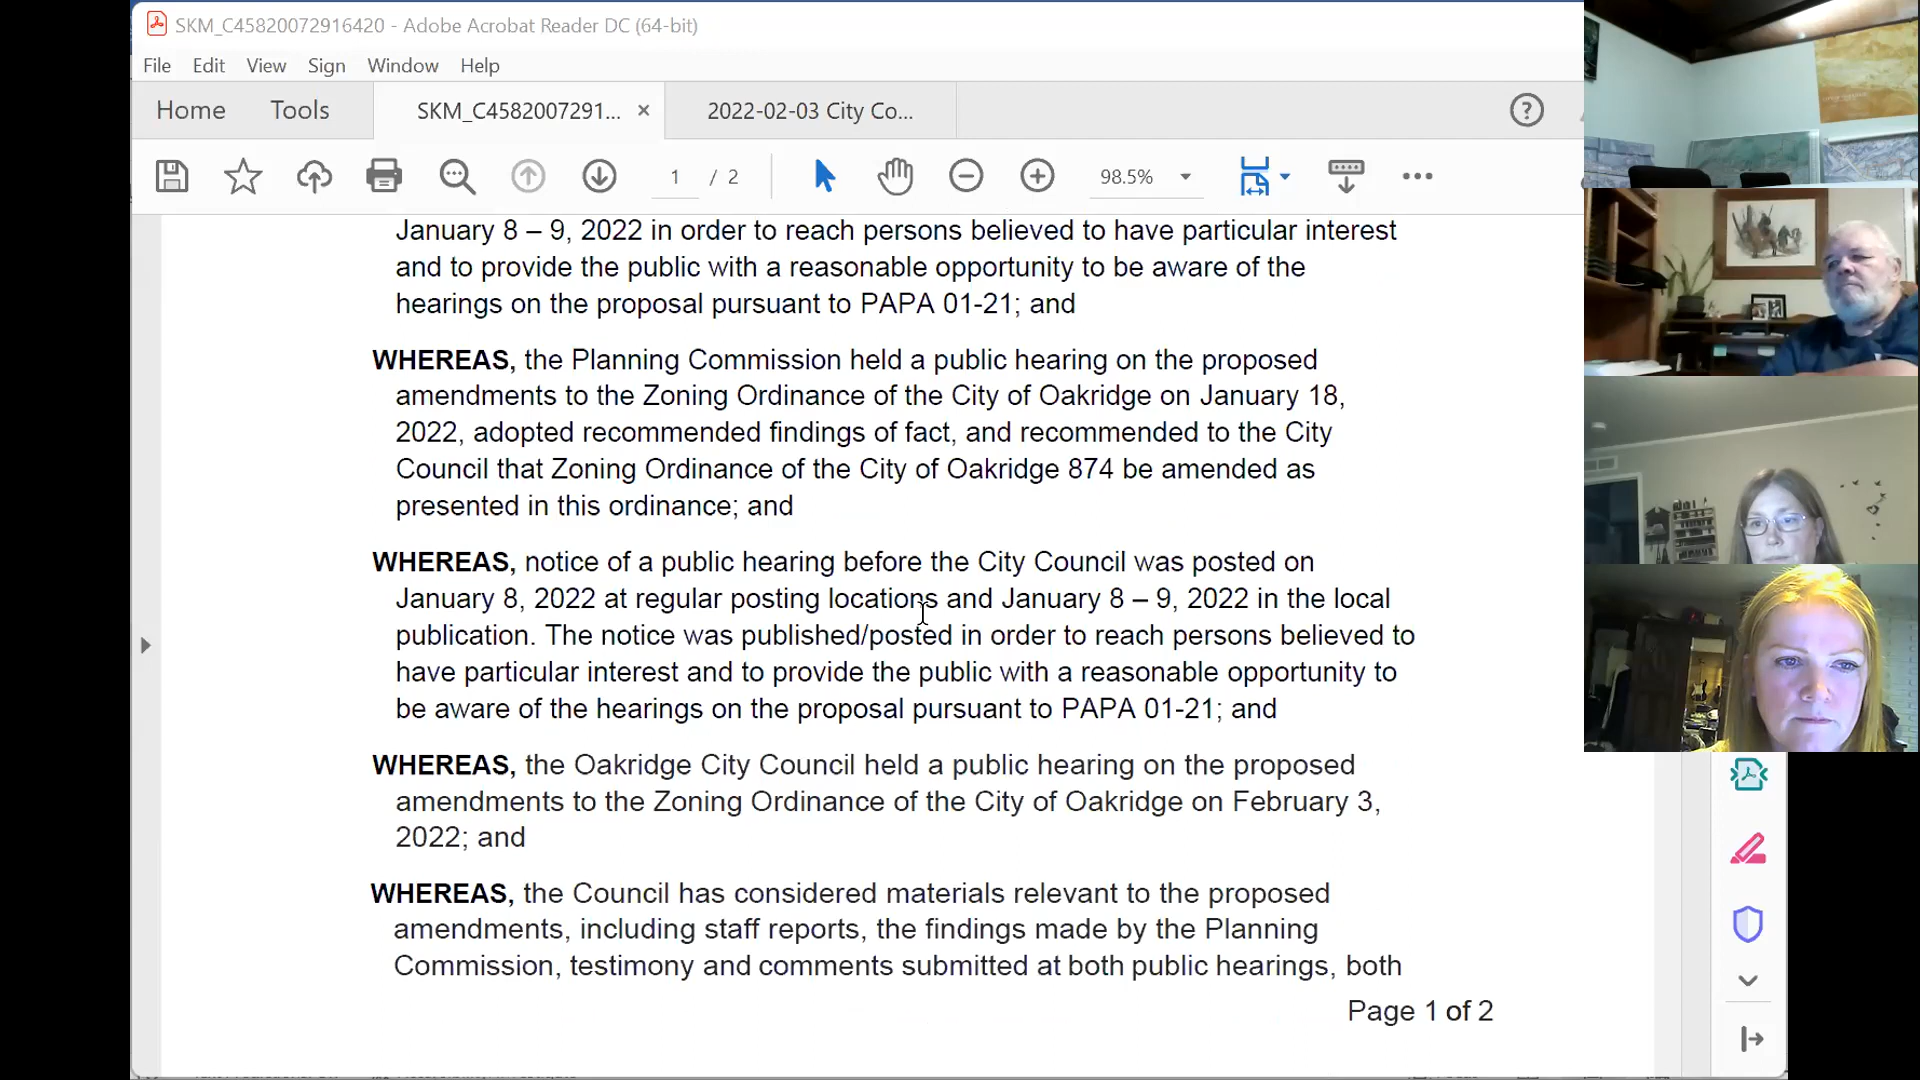 SKM_C45820072916420 - Adobe Acrobat Reader DC (64-bit)
File Edit View Sign Window Help
Home Tools SKM_C4582007291... × 2022-02-03 City Co...
1 / 2 98.5%
January 8 – 9, 2022 in order to reach persons believed to have particular interest
and to provide the public with a reasonable opportunity to be aware of the
hearings on the proposal pursuant to PAPA 01-21; and
WHEREAS, the Planning Commission held a public hearing on the proposed
amendments to the Zoning Ordinance of the City of Oakridge on January 18,
2022, adopted recommended findings of fact, and recommended to the City
Council that Zoning Ordinance of the City of Oakridge 874 be amended as
presented in this ordinance; and
WHEREAS, notice of a public hearing before the City Council was posted on
January 8, 2022 at regular posting locations and January 8 – 9, 2022 in the local
publication. The notice was published/posted in order to reach persons believed to
have particular interest and to provide the public with a reasonable opportunity to
be aware of the hearings on the proposal pursuant to PAPA 01-21; and
WHEREAS, the Oakridge City Council held a public hearing on the proposed
amendments to the Zoning Ordinance of the City of Oakridge on February 3,
2022; and
WHEREAS, the Council has considered materials relevant to the proposed
amendments, including staff reports, the findings made by the Planning
Commission, testimony and comments submitted at both public hearings, both
Page 1 of 2